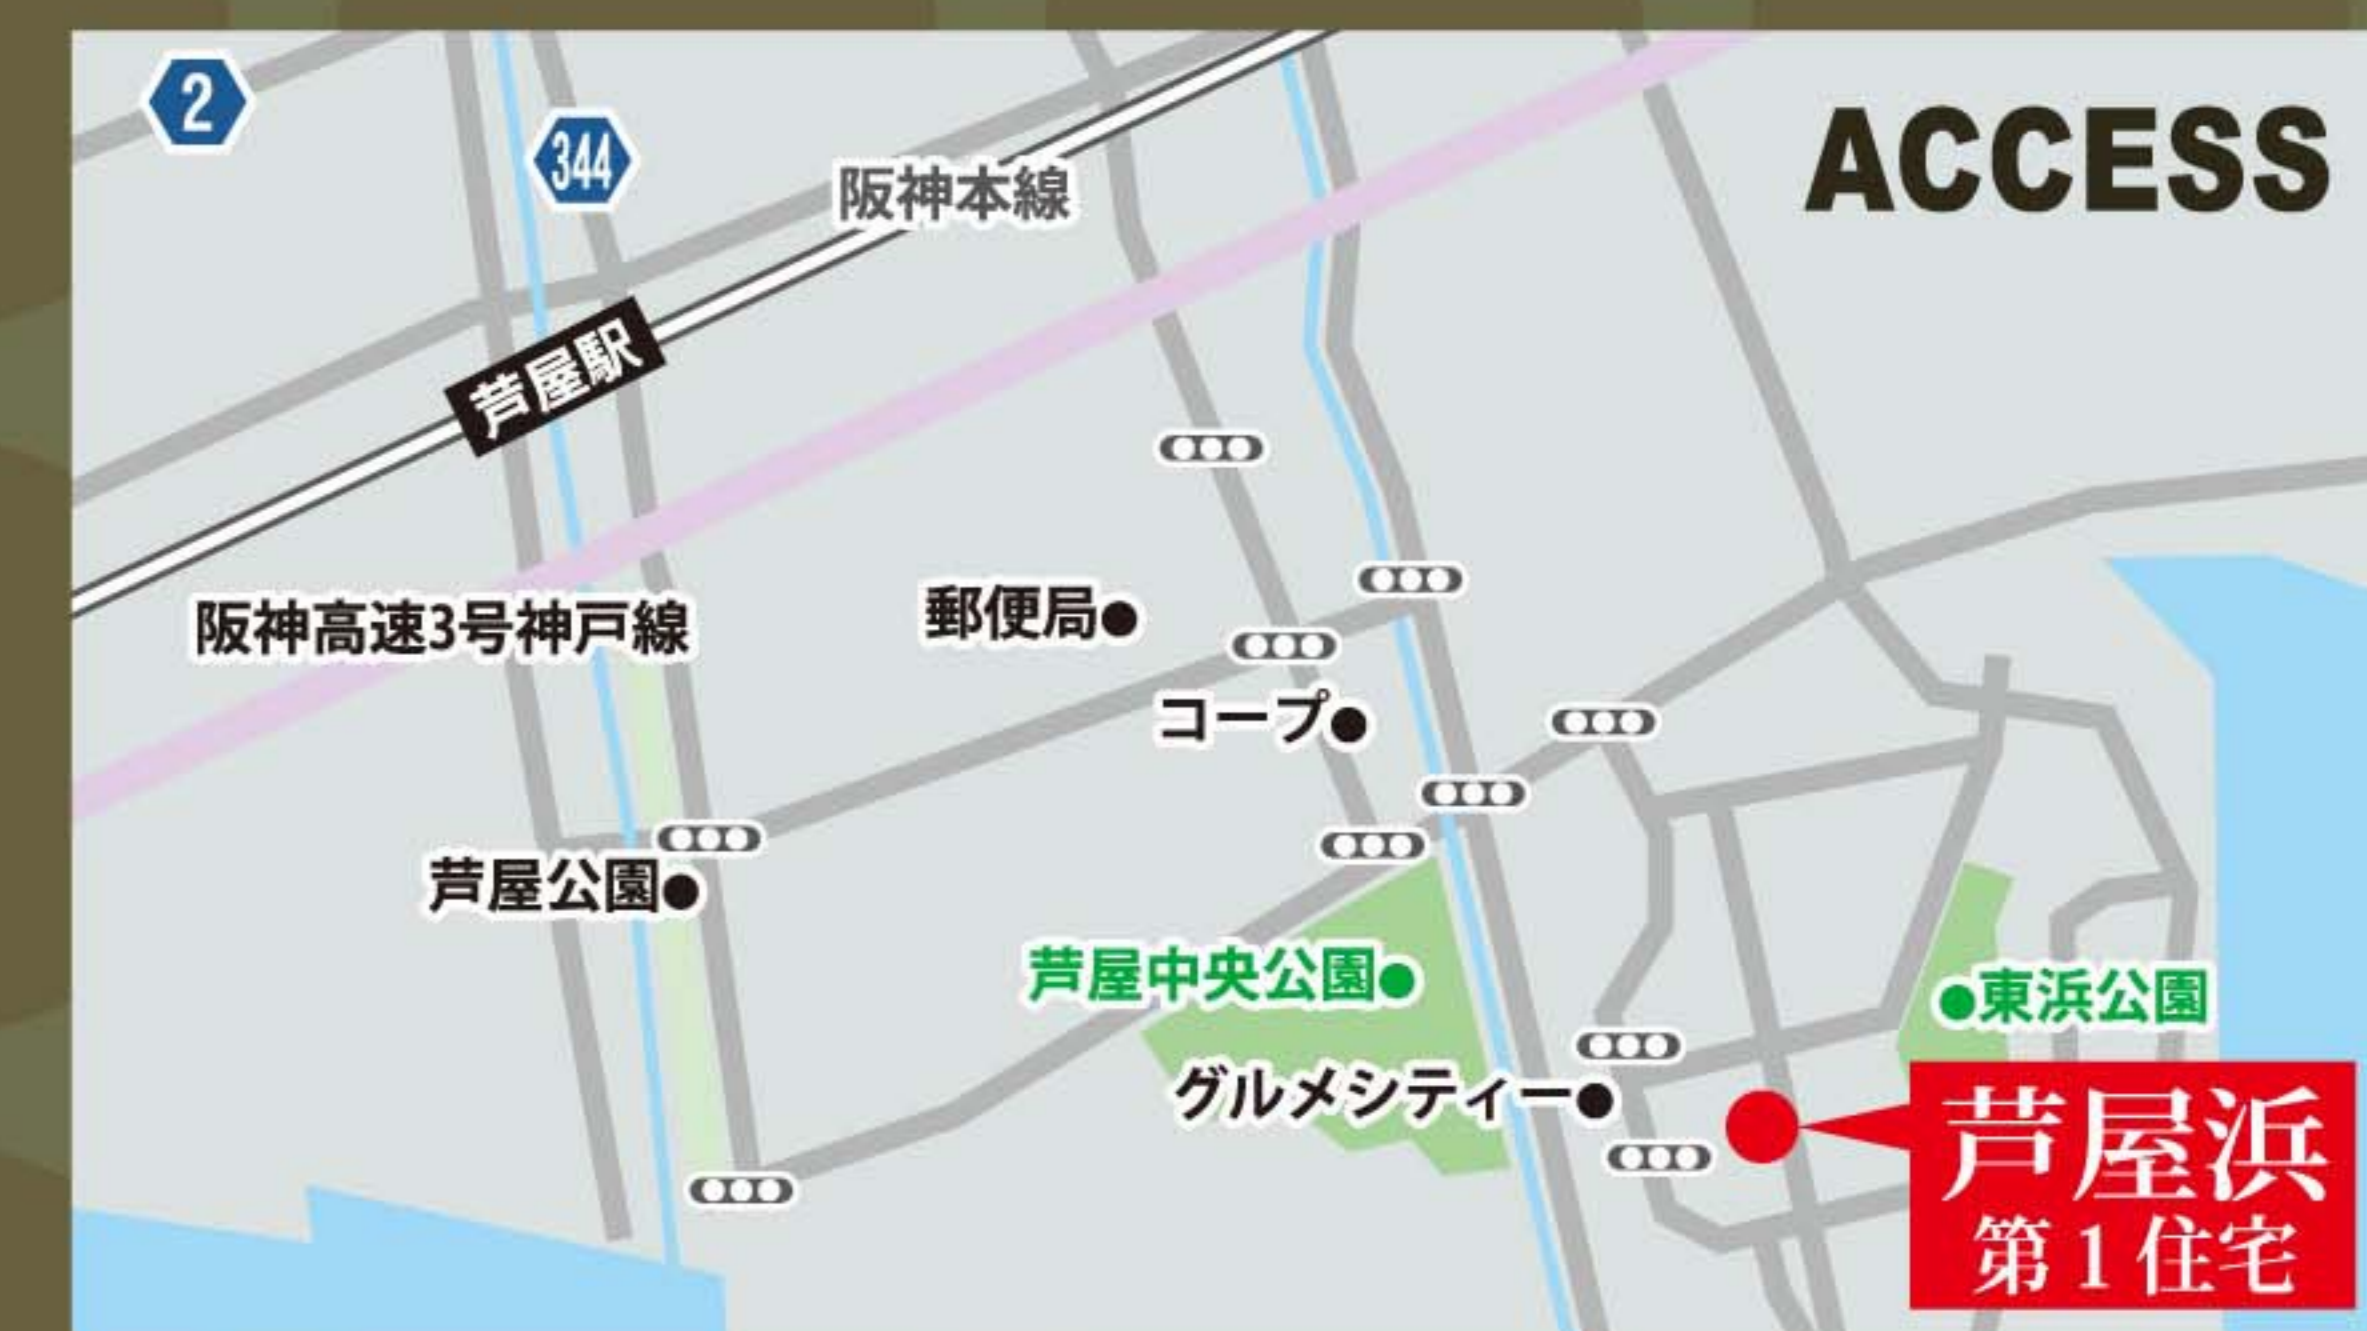 2
344
阪神本線
ACCESS
芦屋駅
阪神高速3号神戸線
郵便局
コープ
芦屋公園
芦屋中央公園
東浜公園
グルメシティー
芦屋浜
第1住宅